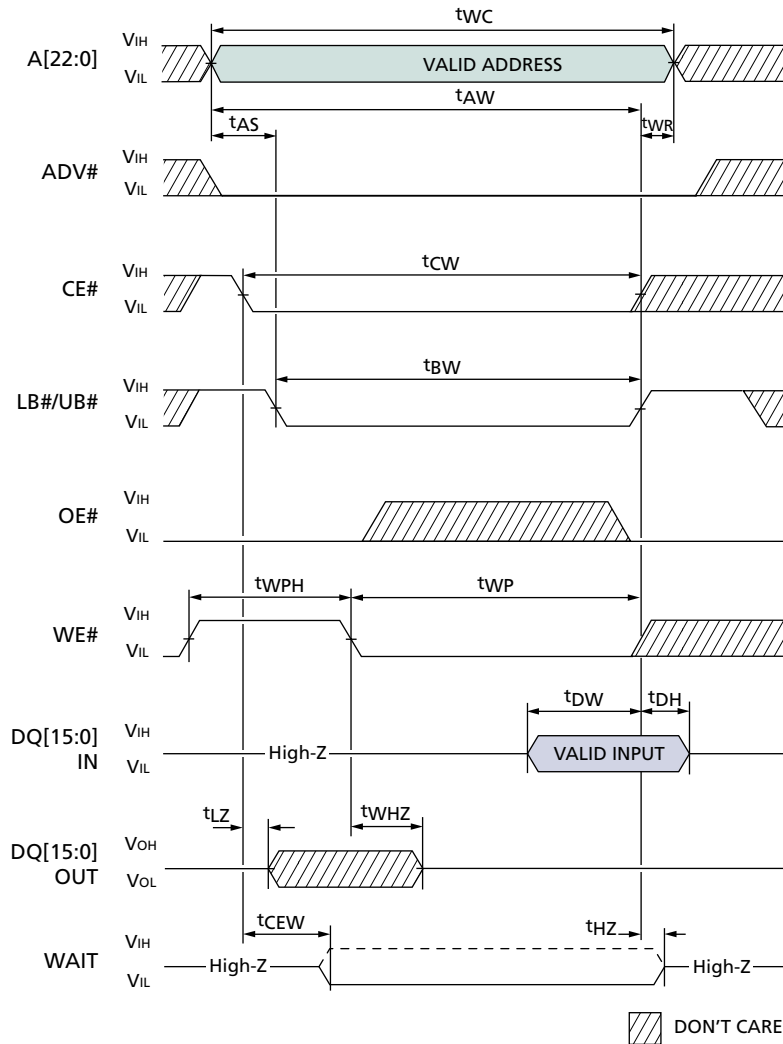 tWC
A[22:0] VIH VIL VALID ADDRESS
tAW
tAS tWR
ADV# VIH VIL
tCW
CE# VIH VIL
tBW
LB#/UB# VIH VIL
OE# VIH VIL
tWPH tWP
WE# VIH VIL
tDW tDH
DQ[15:0] IN VIH VIL High-Z VALID INPUT
tLZ tWHZ
DQ[15:0] OUT VOH VOL
tCEW tHZ
WAIT VIH VIL High-Z High-Z
DON'T CARE